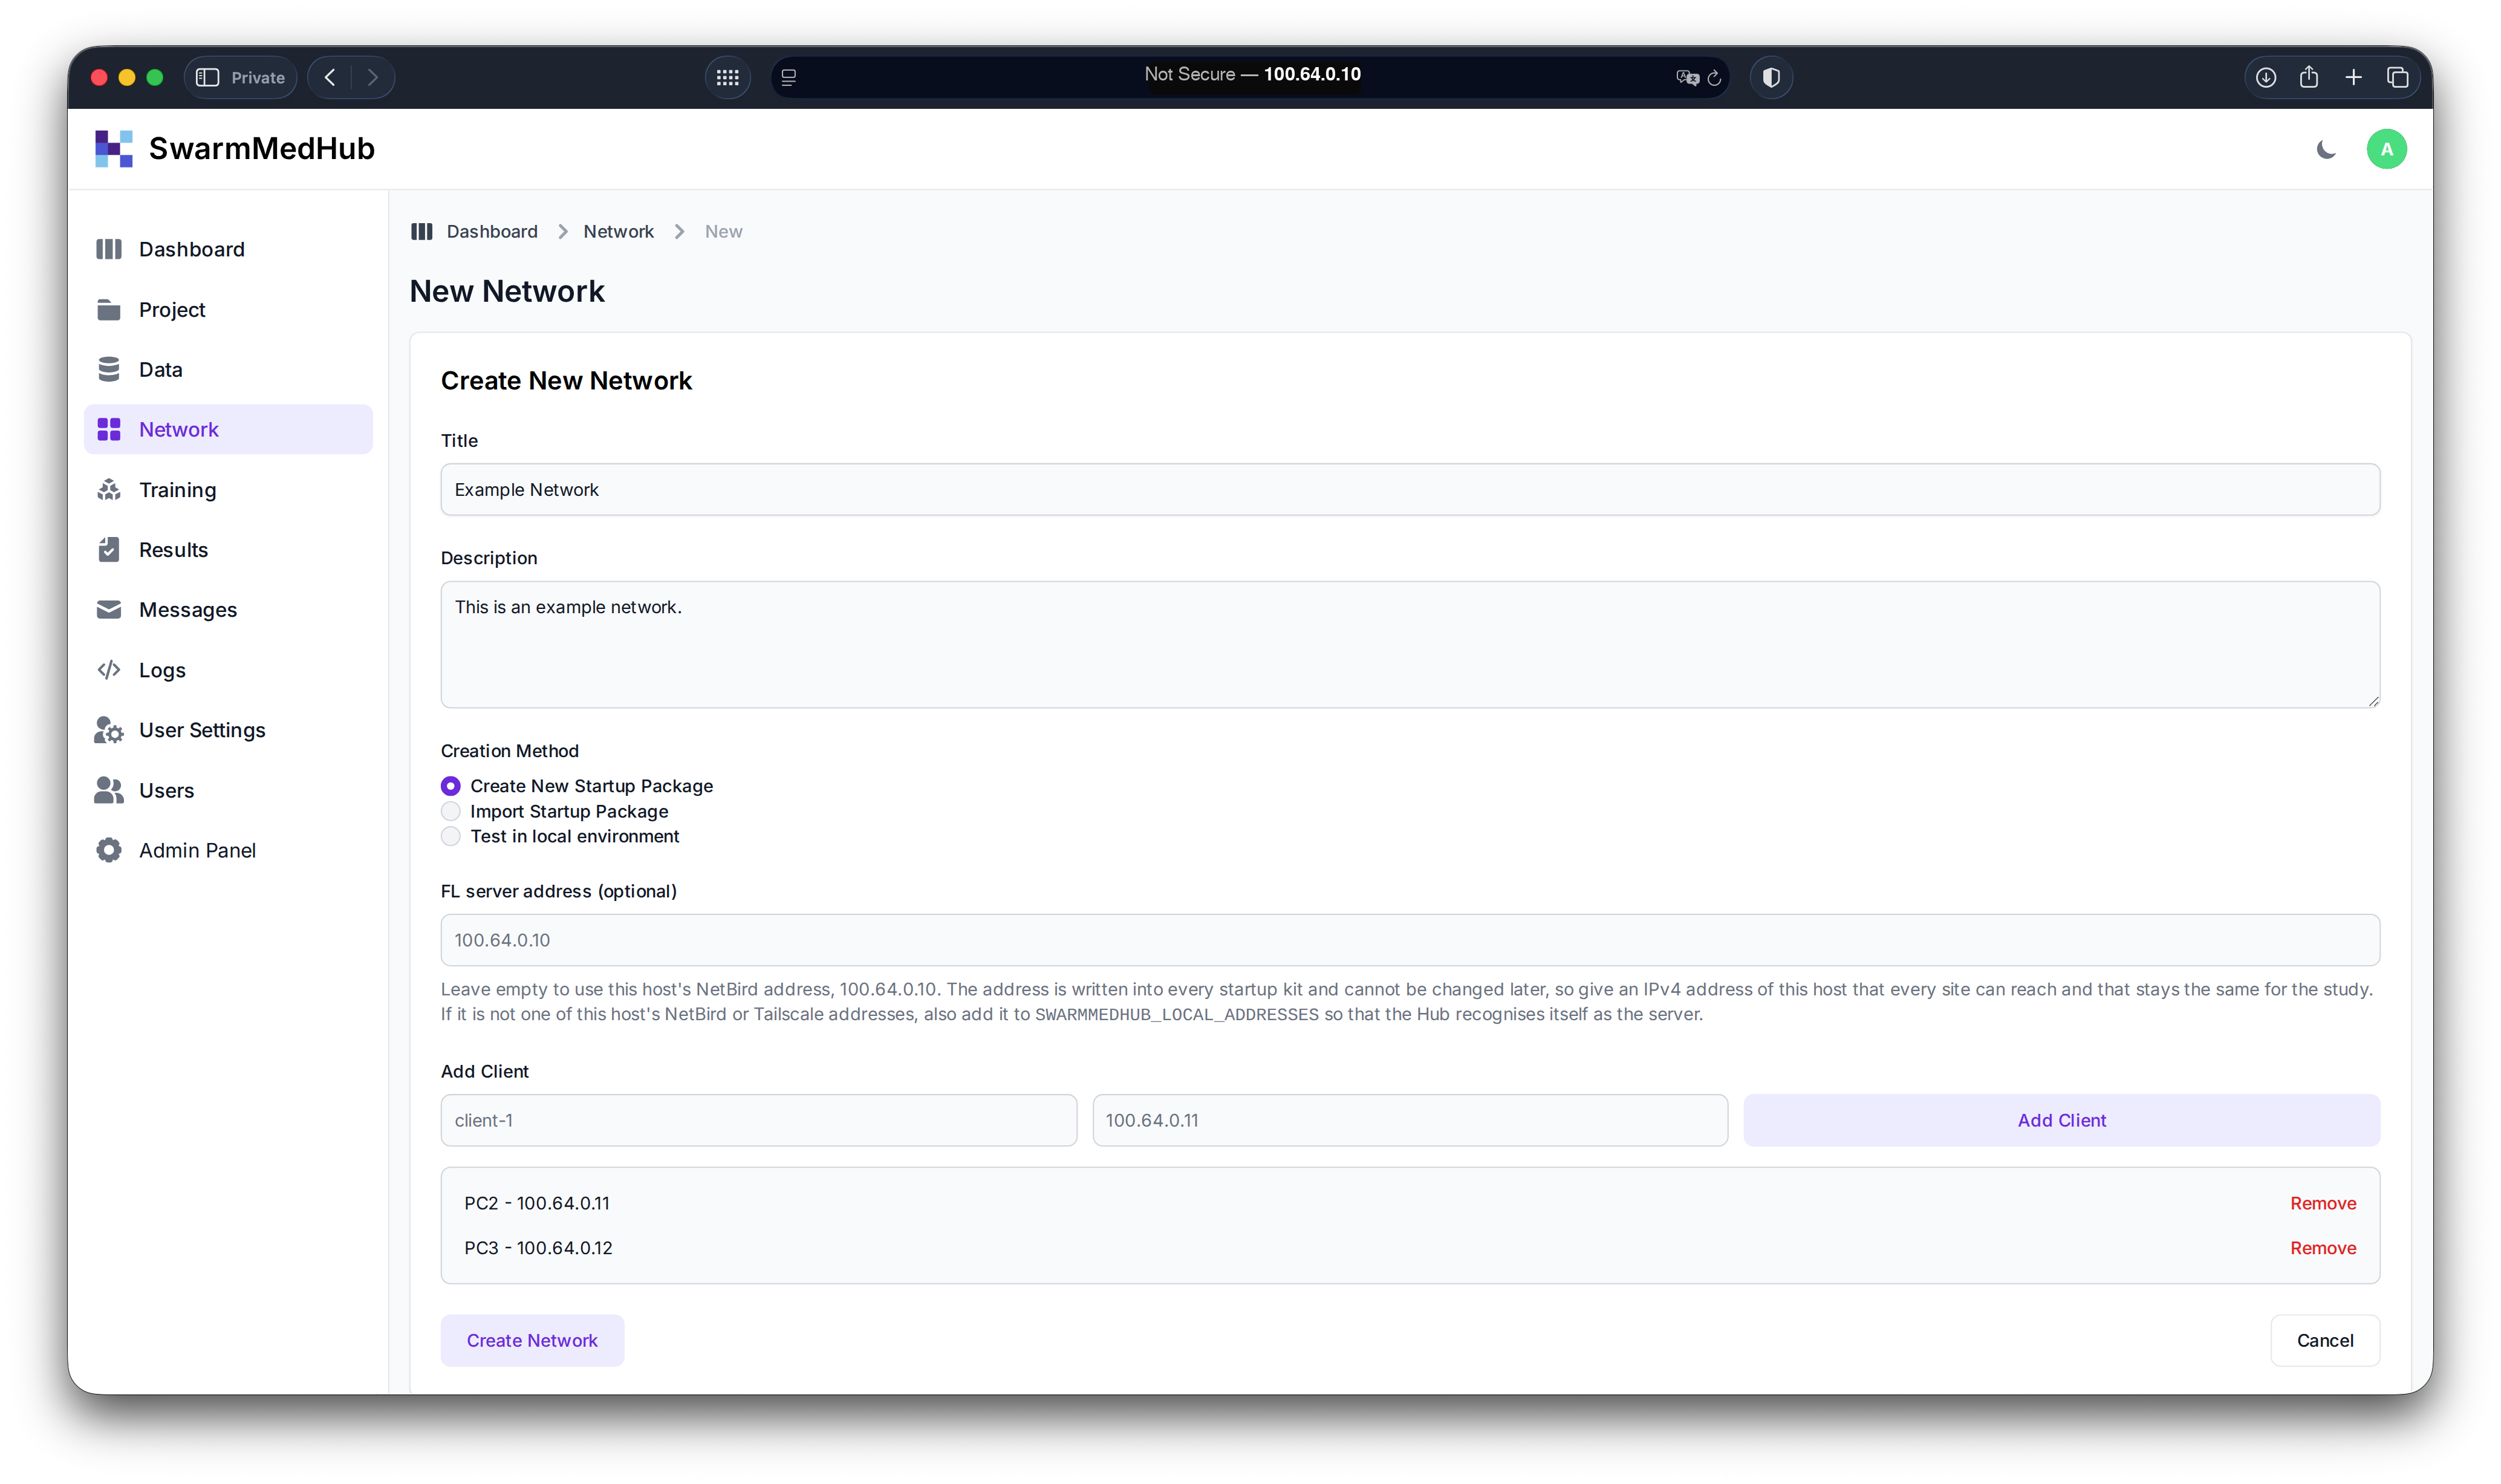 Private
Not Secure — 100.64.0.10
SwarmMedHub
A
Dashboard
Project
Data
Network
Training
Results
Messages
Logs
User Settings
Users
Admin Panel
Dashboard > Network > New
New Network
Create New Network
Title
Example Network
Description
This is an example network.
Creation Method
Create New Startup Package
Import Startup Package
Test in local environment
FL server address (optional)
100.64.0.10
Leave empty to use this host's NetBird address, 100.64.0.10. The address is written into every startup kit and cannot be changed later, so give an IPv4 address of this host that every site can reach and that stays the same for the study.
If it is not one of this host's NetBird or Tailscale addresses, also add it to SWARMMEDHUB_LOCAL_ADDRESSES so that the Hub recognises itself as the server.
Add Client
client-1
100.64.0.11
Add Client
PC2 - 100.64.0.11
Remove
PC3 - 100.64.0.12
Remove
Create Network
Cancel